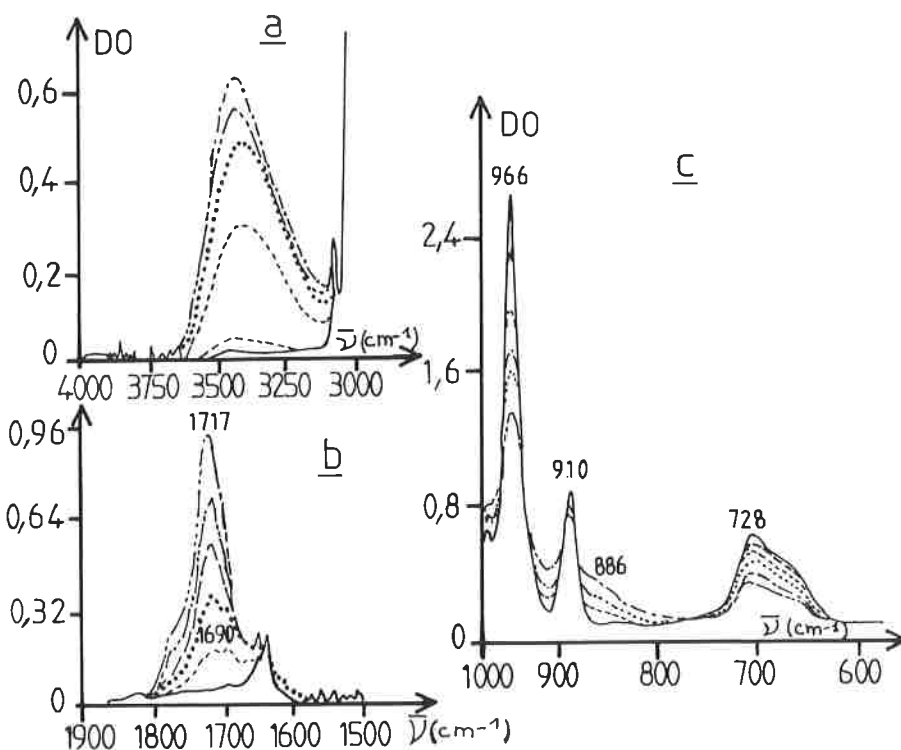 a
DO
0,6
0,4
0,2
0
ν̄ (cm⁻¹)
4000 3750 3500 3250 3000
b
0,96
0,64
0,32
0
1717
1690
1900 1800 1700 1600 1500 ν̄ (cm⁻¹)
c
DO
2,4
1,6
0,8
0
966
910
886
728
ν̄ (cm⁻¹)
1000 900 800 700 600